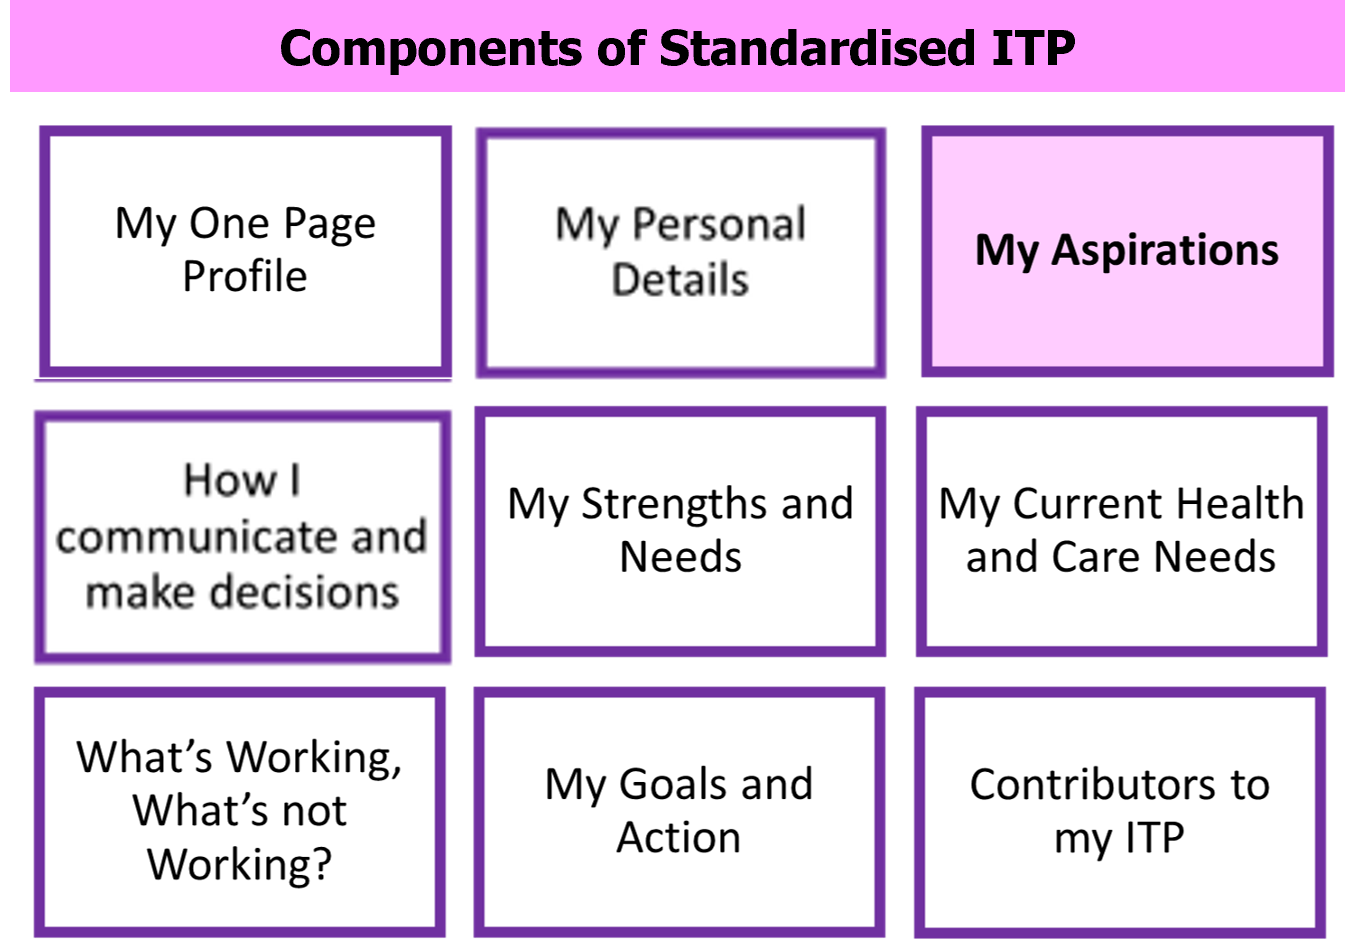 Components of Standardised ITP
My One Page
Profile
My Personal
Details
My Aspirations
How I
communicate and
make decisions
My Strengths and
Needs
My Current Health
and Care Needs
What’s Working,
What’s not
Working?
My Goals and
Action
Contributors to
my ITP